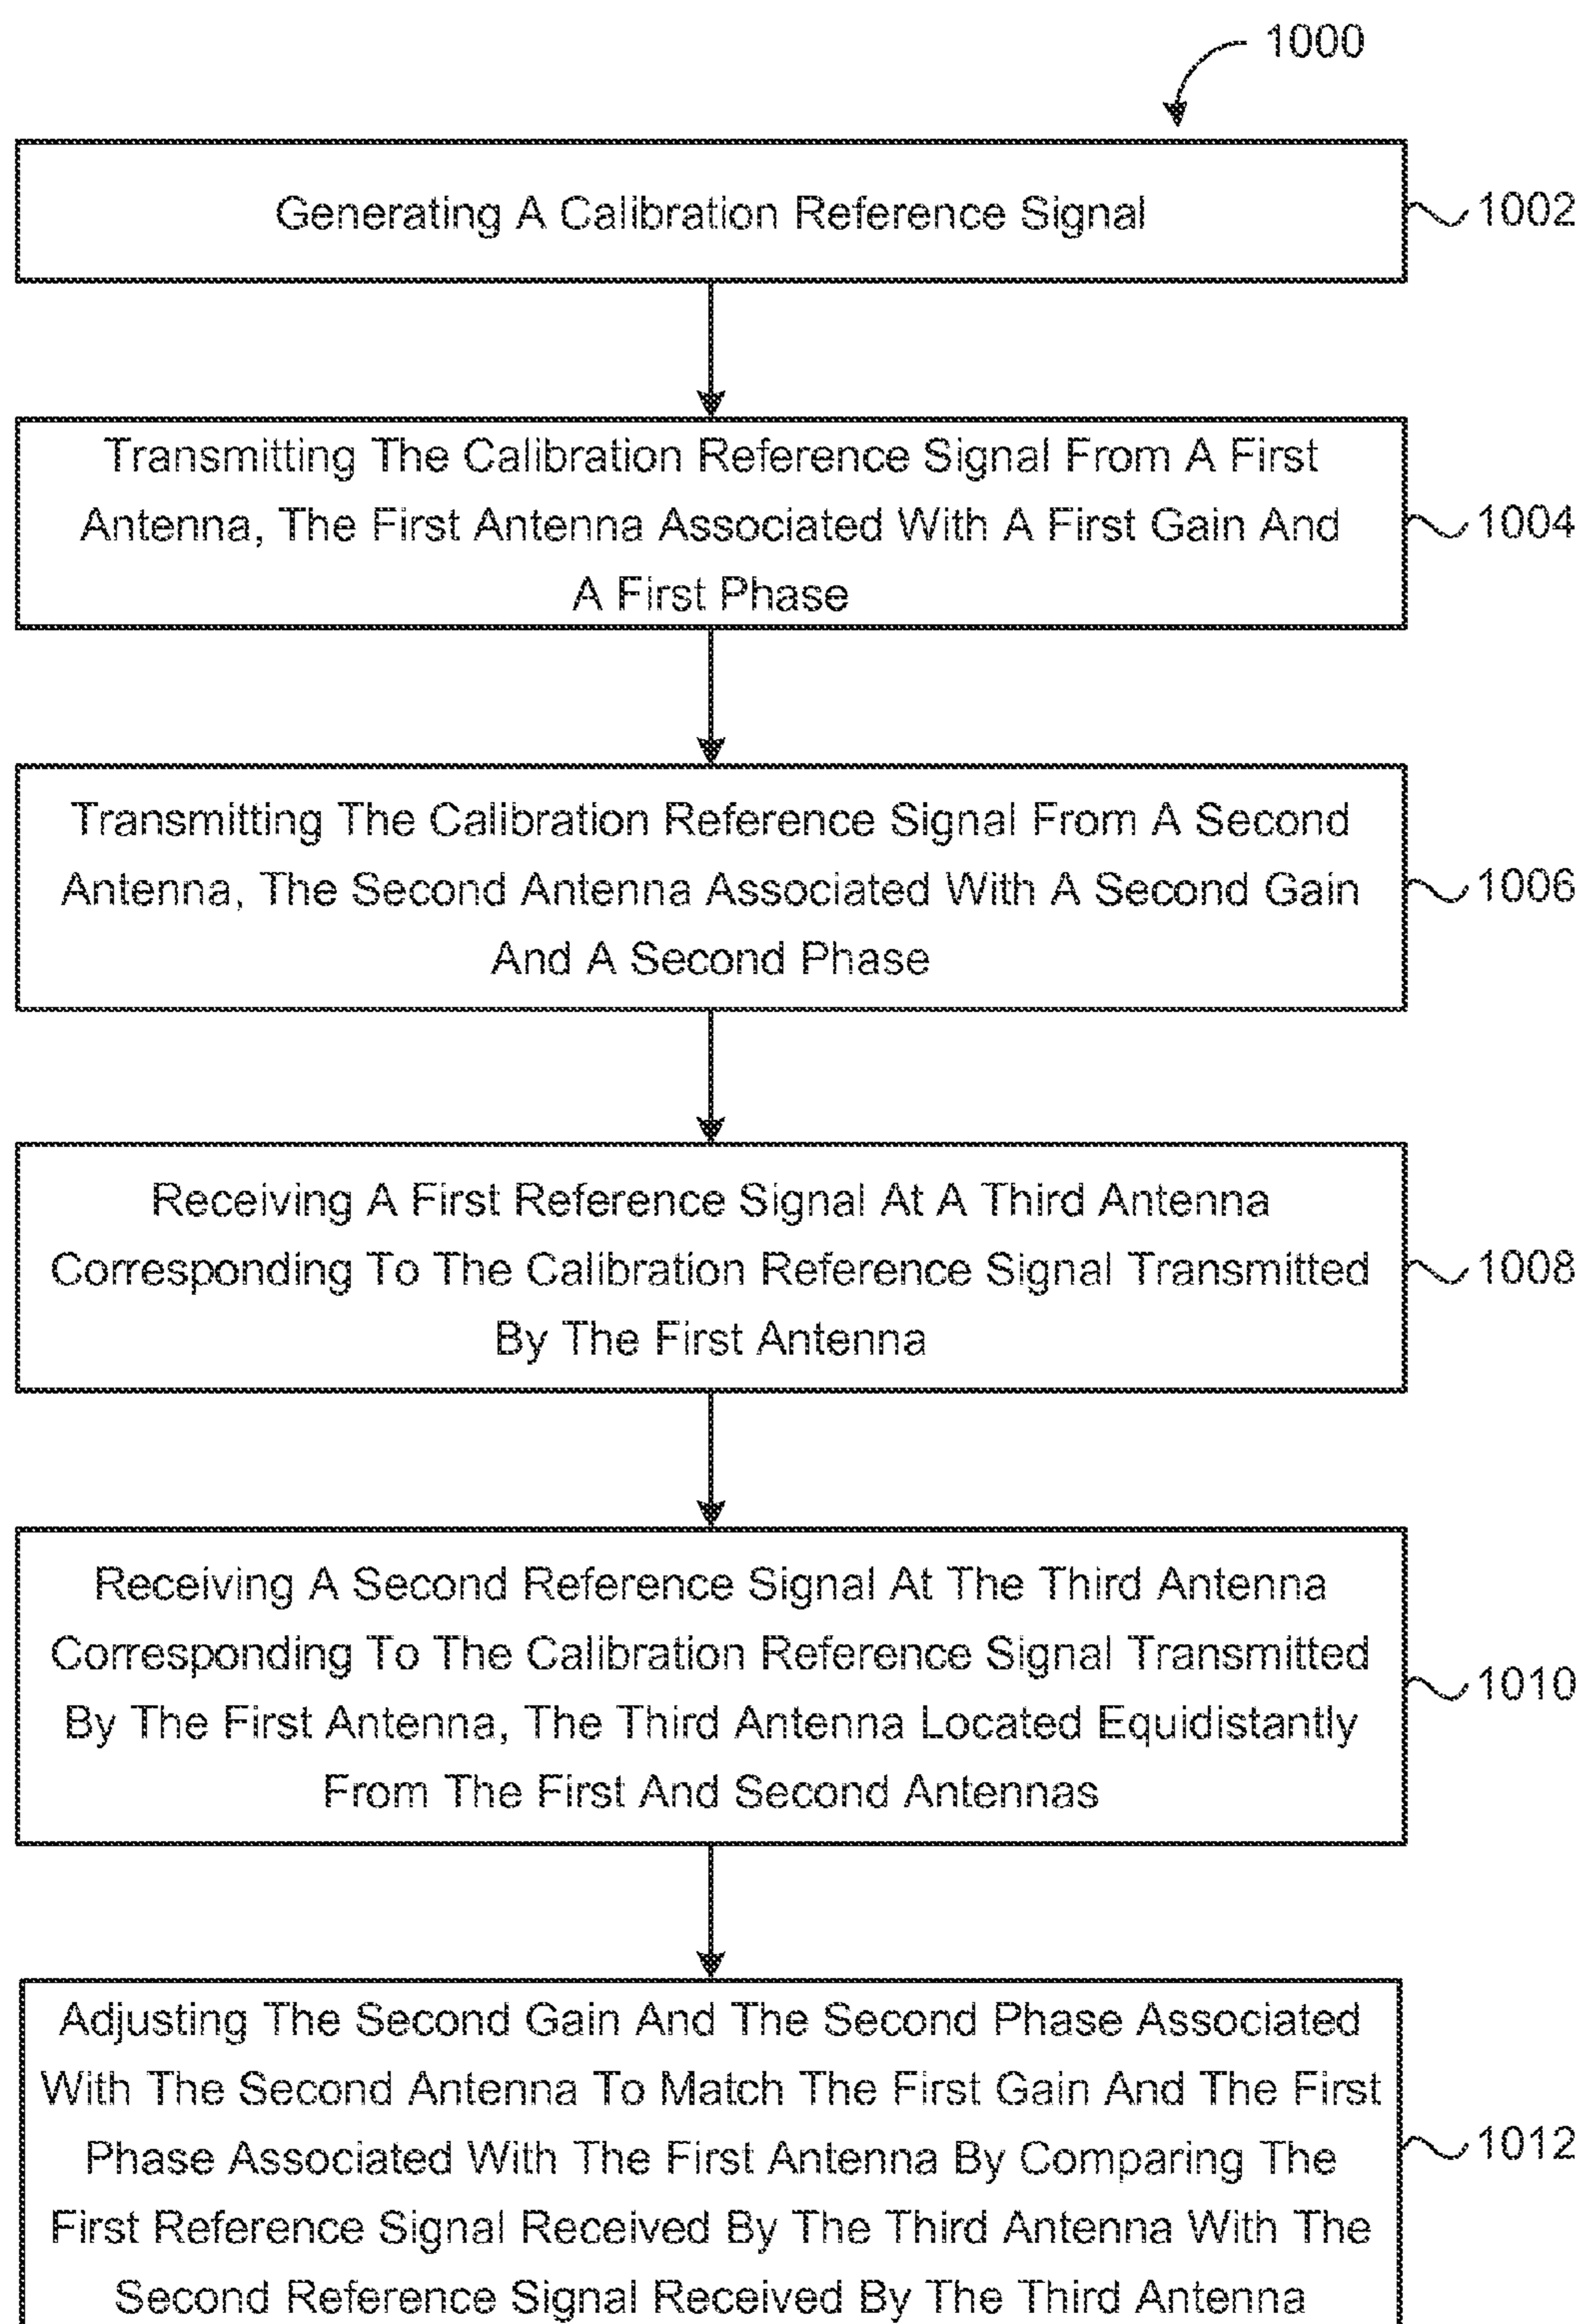 1000
Generating A Calibration Reference Signal
1002
Transmitting The Calibration Reference Signal From A First
Antenna, The First Antenna Associated With A First Gain And
A First Phase
1004
Transmitting The Calibration Reference Signal From A Second
Antenna, The Second Antenna Associated With A Second Gain
And A Second Phase
1006
Receiving A First Reference Signal At A Third Antenna
Corresponding To The Calibration Reference Signal Transmitted
By The First Antenna
1008
Receiving A Second Reference Signal At The Third Antenna
Corresponding To The Calibration Reference Signal Transmitted
By The First Antenna, The Third Antenna Located Equidistantly
From The First And Second Antennas
1010
Adjusting The Second Gain And The Second Phase Associated
With The Second Antenna To Match The First Gain And The First
Phase Associated With The First Antenna By Comparing The
First Reference Signal Received By The Third Antenna With The
Second Reference Signal Received By The Third Antenna
1012